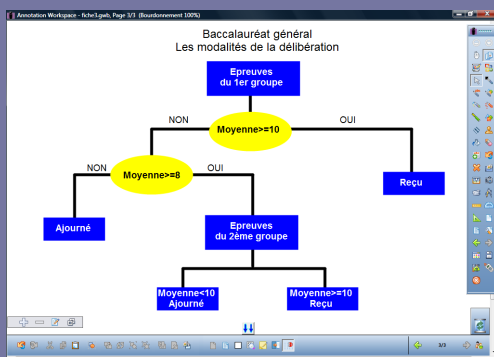 Annotation Workspace - fiche3.gwb, Page 3/3 (Bourdonnement 100%)
Baccalauréat général
Les modalités de la délibération
Epreuves
du 1er groupe
NON
OUI
Moyenne>=10
NON
OUI
Moyenne>=8
Reçu
Ajourné
Epreuves
du 2ème groupe
Moyenne<10
Ajourné
Moyenne>=10
Reçu
3/3